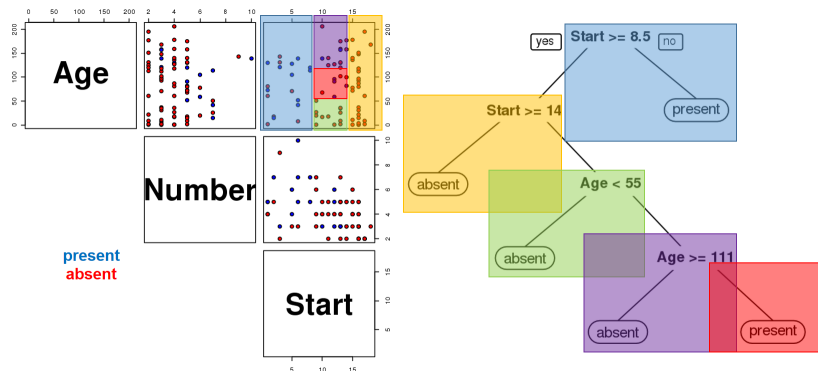 0 50 100 150 200
2 4 6 8 10
5 10 15
Age
0 50 100 150 200
Number
2 4 6 8 10
present
absent
Start
5 10 15
5 10 15
yes
Start >= 8.5
no
Start >= 14
present
absent
Age < 55
absent
Age >= 111
absent
present